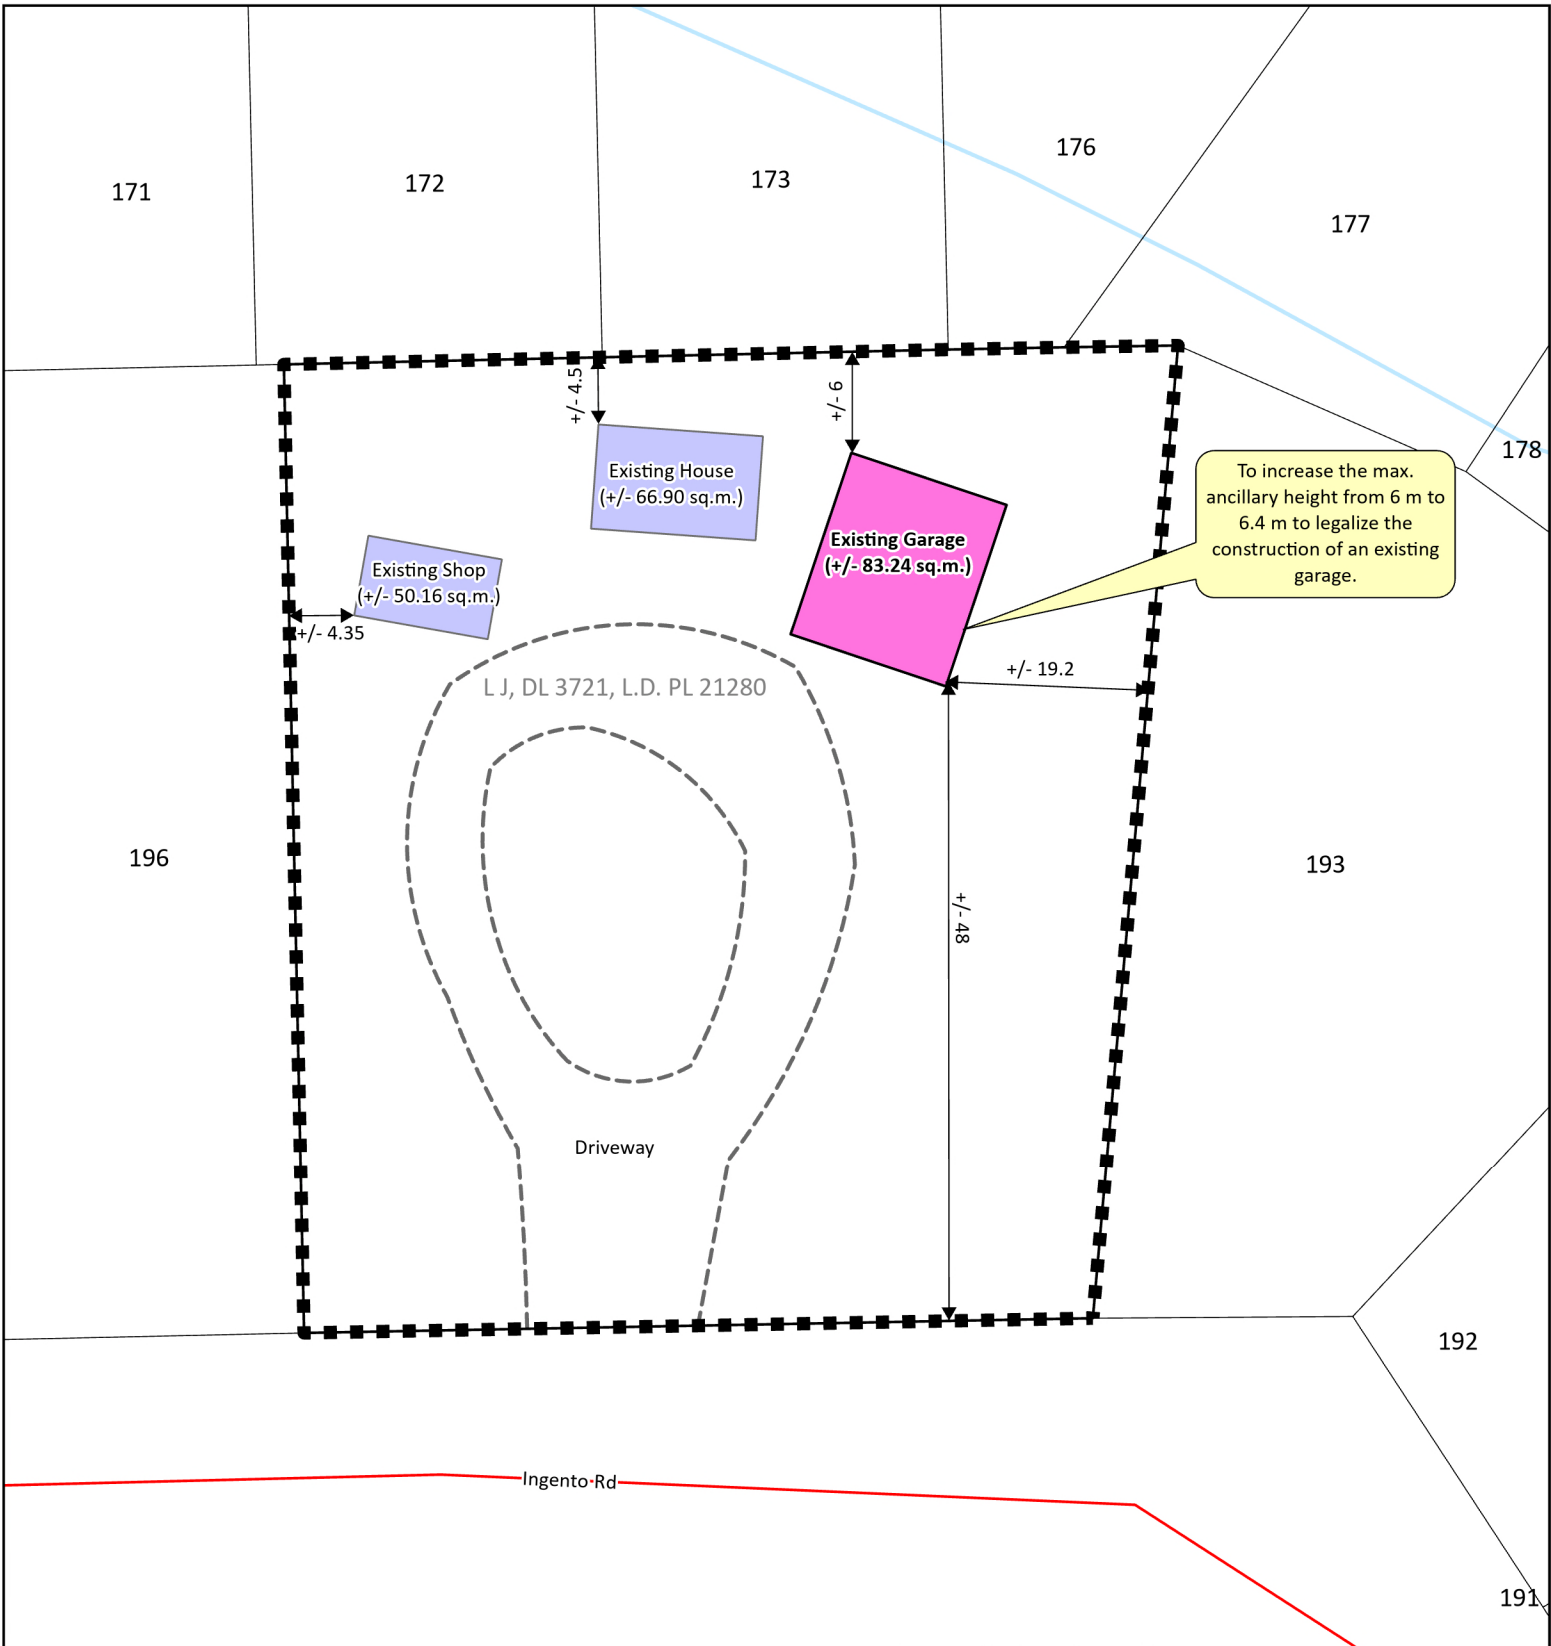 171
172
173
176
177
178
+/- 4.5
+/- 6
Existing House
(+/- 66.90 sq.m.)
To increase the max.
ancillary height from 6 m to
6.4 m to legalize the
construction of an existing
garage.
Existing Garage
(+/- 83.24 sq.m.)
Existing Shop
(+/- 50.16 sq.m.)
+/- 4.35
+/- 19.2
L J, DL 3721, L.D. PL 21280
196
193
+/- 48
Driveway
192
Ingento Rd
191